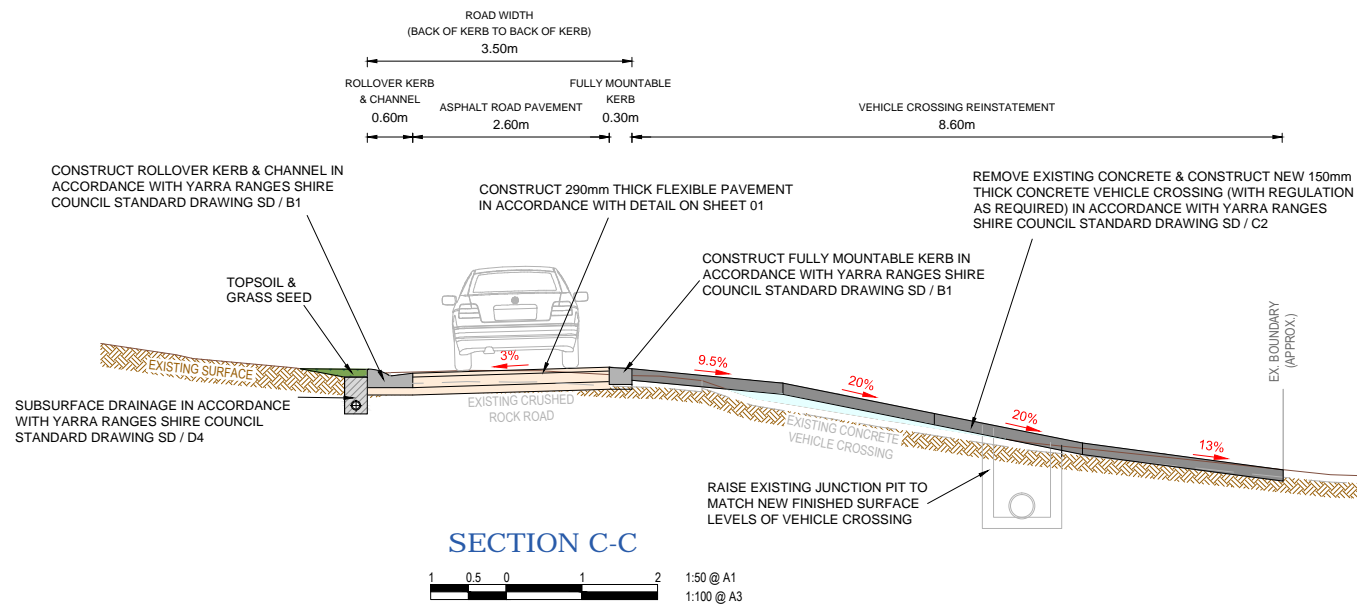 ROAD WIDTH
(BACK OF KERB TO BACK OF KERB)
3.50m
ROLLOVER KERB
& CHANNEL
0.60m
ASPHALT ROAD PAVEMENT
2.60m
FULLY MOUNTABLE
KERB
0.30m
VEHICLE CROSSING REINSTATEMENT
8.60m
CONSTRUCT ROLLOVER KERB & CHANNEL IN
ACCORDANCE WITH YARRA RANGES SHIRE
COUNCIL STANDARD DRAWING SD / B1
CONSTRUCT 290mm THICK FLEXIBLE PAVEMENT
IN ACCORDANCE WITH DETAIL ON SHEET 01
REMOVE EXISTING CONCRETE & CONSTRUCT NEW 150mm
THICK CONCRETE VEHICLE CROSSING (WITH REGULATION
AS REQUIRED) IN ACCORDANCE WITH YARRA RANGES
SHIRE COUNCIL STANDARD DRAWING SD / C2
CONSTRUCT FULLY MOUNTABLE KERB IN
ACCORDANCE WITH YARRA RANGES SHIRE
COUNCIL STANDARD DRAWING SD / B1
TOPSOIL &
GRASS SEED
EX. BOUNDARY
(APPROX.)
EXISTING SURFACE
3%
9.5%
20%
20%
13%
EXISTING CRUSHED
ROCK ROAD
EXISTING CONCRETE
VEHICLE CROSSING
SUBSURFACE DRAINAGE IN ACCORDANCE
WITH YARRA RANGES SHIRE COUNCIL
STANDARD DRAWING SD / D4
RAISE EXISTING JUNCTION PIT TO
MATCH NEW FINISHED SURFACE
LEVELS OF VEHICLE CROSSING
SECTION C-C
1 0.5 0 1 2
1:50 @ A1
1:100 @ A3